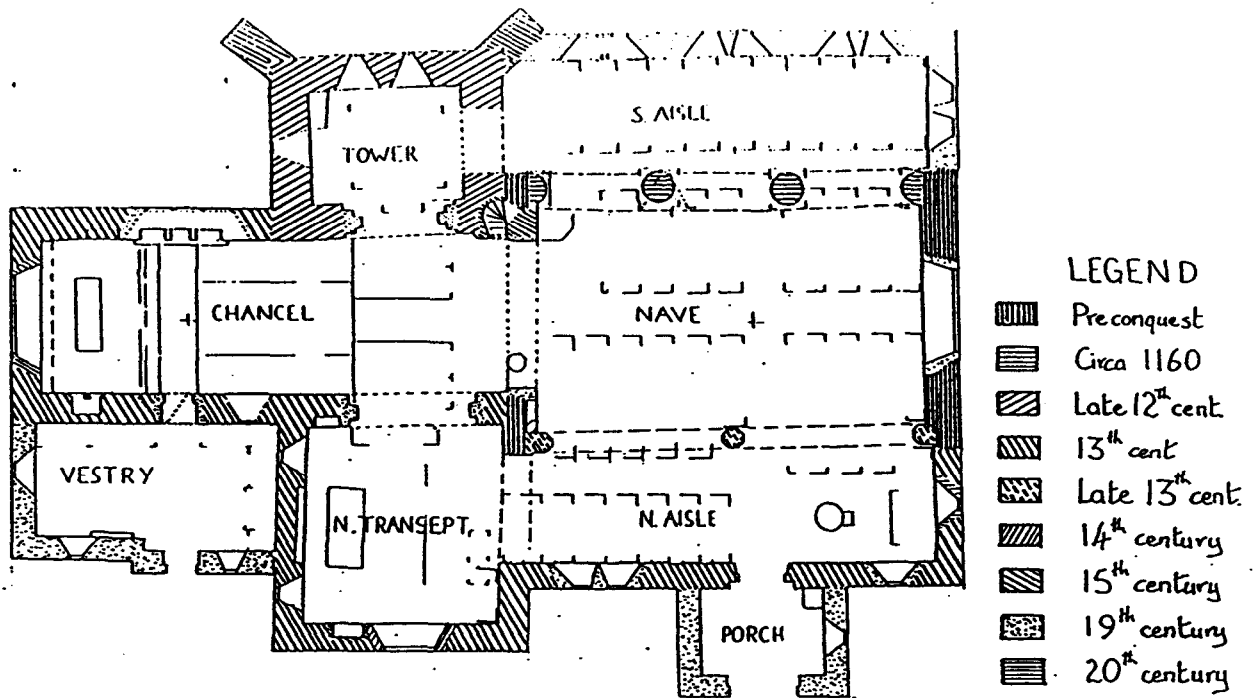 S. AISLE
TOWER
CHANCEL
NAVE
VESTRY
N. TRANSEPT.
N. AISLE
PORCH
LEGEND
Preconquest
Circa 1160
Late 12th cent.
13th cent
Late 13th cent.
14th century
15th century
19th century
20th century